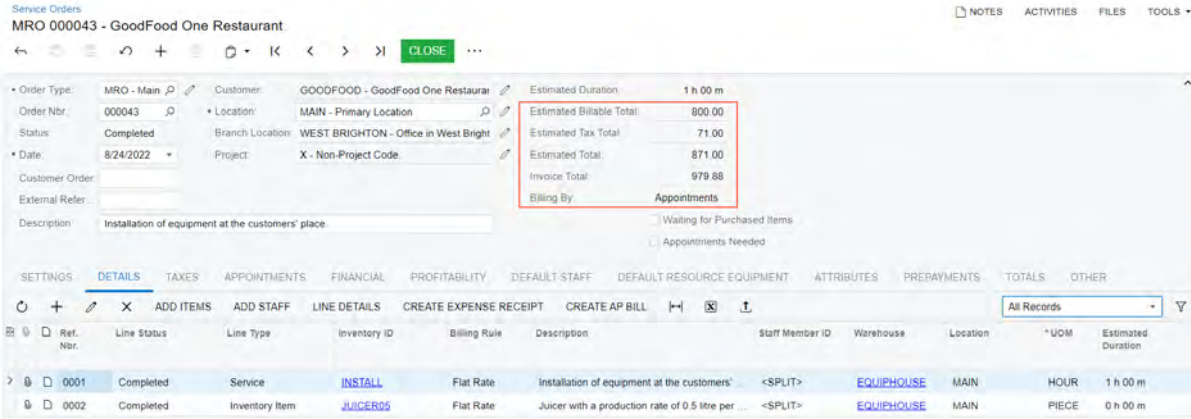 Service Orders
NOTES ACTIVITIES FILES TOOLS
MRO 000043 - GoodFood One Restaurant
CLOSE
Order Type: MRO - Main Customer: GOODFOOD - GoodFood One Restaurar Estimated Duration: 1 h 00 m
Order Nbr.: 000043 Location: MAIN - Primary Location Estimated Billable Total: 800.00
Status: Completed Branch Location: WEST BRIGHTON - Office in West Bright Estimated Tax Total: 71.00
Date: 8/24/2022 Project: X - Non-Project Code. Estimated Total: 871.00
Customer Order: Invoice Total: 979.88
External Refer... Billing By: Appointments
Description: Installation of equipment at the customers' place. Waiting for Purchased Items
Appointments Needed
SETTINGS DETAILS TAXES APPOINTMENTS FINANCIAL PROFITABILITY DEFAULT STAFF DEFAULT RESOURCE EQUIPMENT ATTRIBUTES PREPAYMENTS TOTALS OTHER
ADD ITEMS ADD STAFF LINE DETAILS CREATE EXPENSE RECEIPT CREATE AP BILL All Records
Ref. Nbr. Line Status Line Type Inventory ID Billing Rule Description Staff Member ID Warehouse Location *UOM Estimated Duration
0001 Completed Service INSTALL Flat Rate Installation of equipment at the customers' ... <SPLIT> EQUIPHOUSE MAIN HOUR 1 h 00 m
0002 Completed Inventory Item JUICER05 Flat Rate Juicer with a production rate of 0.5 litre per ... <SPLIT> EQUIPHOUSE MAIN PIECE 0 h 00 m